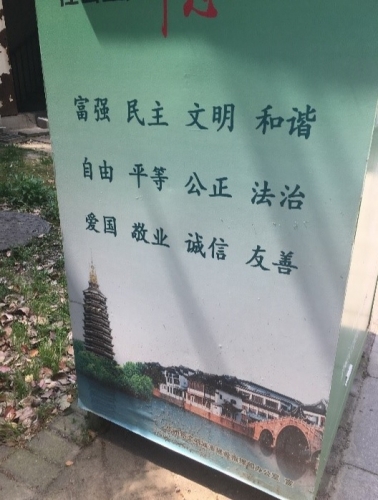 富强 民主 文明 和谐
自由 平等 公正 法治
爱国 敬业 诚信 友善